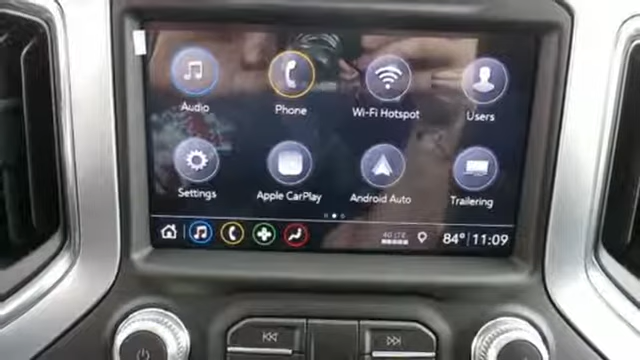 Audio
Phone
Wi-Fi Hotspot
Users
Settings
Apple CarPlay
Android Auto
Trailering
4G LTE
84° 11:09